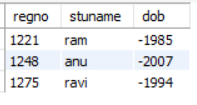 regno stuname dob
1221 ram -1985
1248 anu -2007
1275 ravi -1994